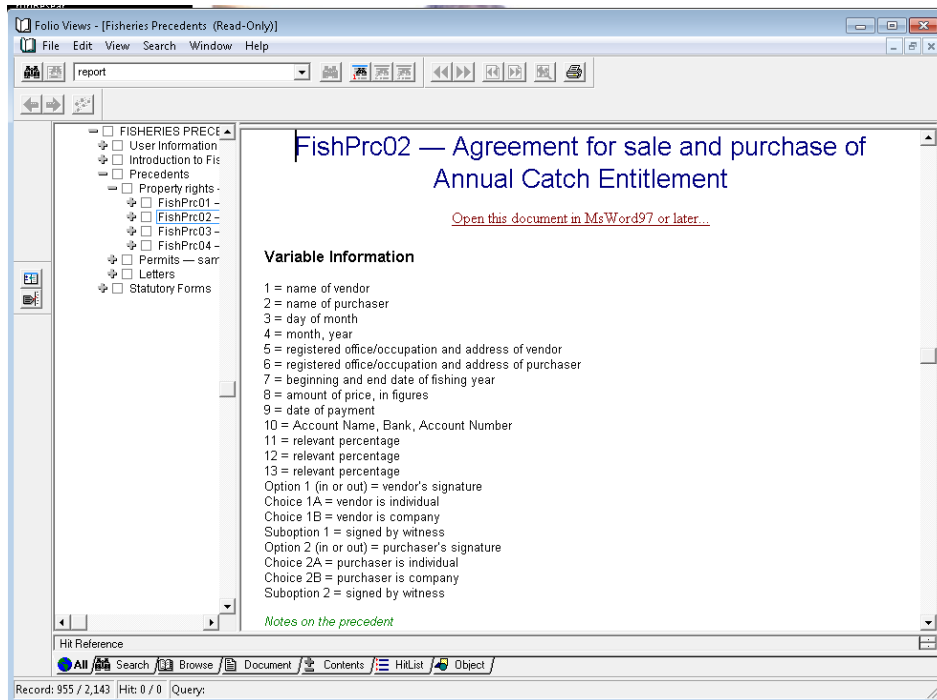 Folio Views - [Fisheries Precedents (Read-Only)]
File Edit View Search Window Help
report
FISHERIES PRECE
User Information
Introduction to Fis
Precedents
Property rights -
FishPrc01 –
FishPrc02 –
FishPrc03 –
FishPrc04 –
Permits — sam
Letters
Statutory Forms
FishPrc02 — Agreement for sale and purchase of
Annual Catch Entitlement
Open this document in MsWord97 or later...
Variable Information
1 = name of vendor
2 = name of purchaser
3 = day of month
4 = month, year
5 = registered office/occupation and address of vendor
6 = registered office/occupation and address of purchaser
7 = beginning and end date of fishing year
8 = amount of price, in figures
9 = date of payment
10 = Account Name, Bank, Account Number
11 = relevant percentage
12 = relevant percentage
13 = relevant percentage
Option 1 (in or out) = vendor's signature
Choice 1A = vendor is individual
Choice 1B = vendor is company
Suboption 1 = signed by witness
Option 2 (in or out) = purchaser's signature
Choice 2A = purchaser is individual
Choice 2B = purchaser is company
Suboption 2 = signed by witness
Notes on the precedent
Hit Reference
All Search Browse Document Contents HitList Object
Record: 955 / 2,143 Hit: 0 / 0 Query: